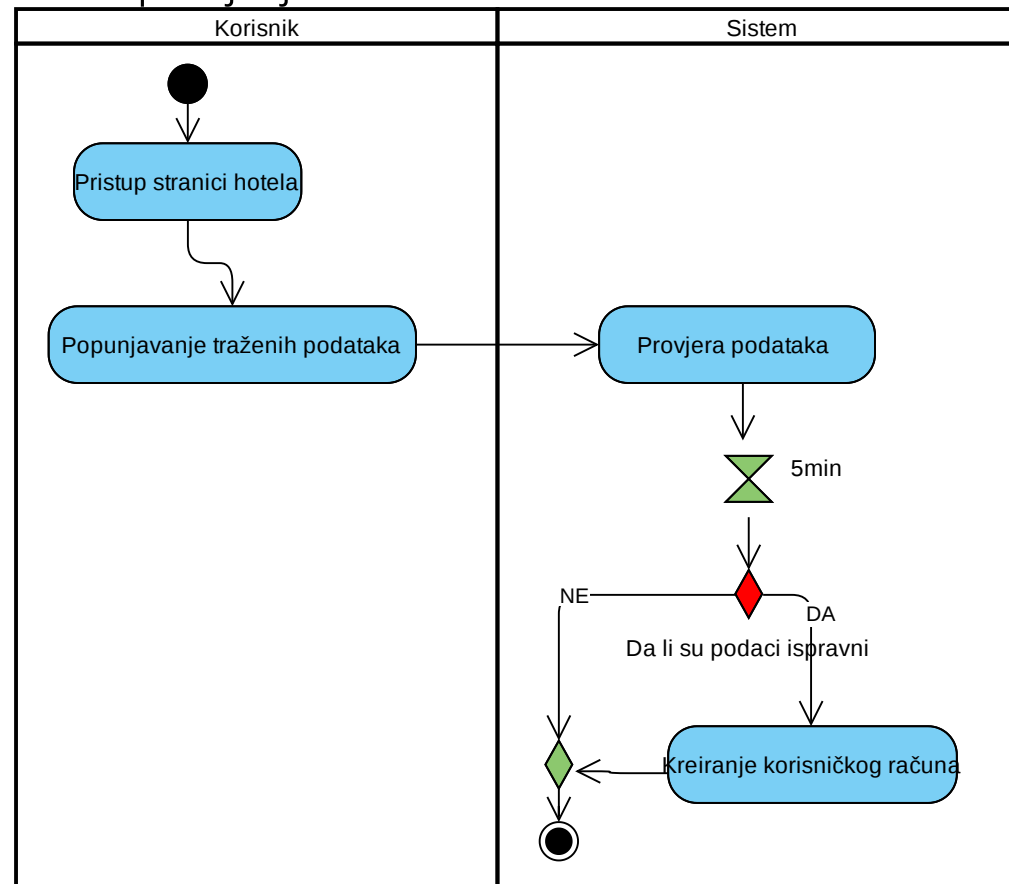 Korisnik
Sistem
Pristup stranici hotela
Popunjavanje traženih podataka
Provjera podataka
5min
NE
DA
Da li su podaci ispravni
Kreiranje korisničkog računa